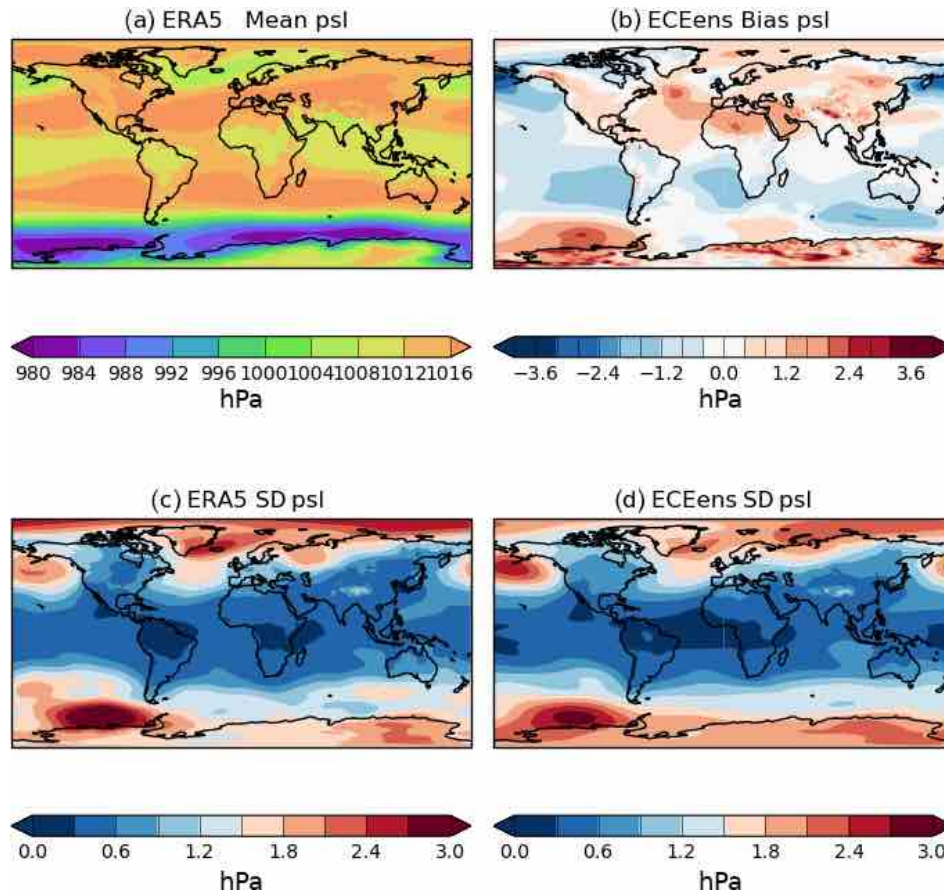 (a) ERA5 Mean psl
(b) ECEens Bias psl
980 984 988 992 996 1000 1004 1008 1012 1016
hPa
−3.6 −2.4 −1.2 0.0 1.2 2.4 3.6
hPa
(c) ERA5 SD psl
(d) ECEens SD psl
0.0 0.6 1.2 1.8 2.4 3.0
hPa
0.0 0.6 1.2 1.8 2.4 3.0
hPa